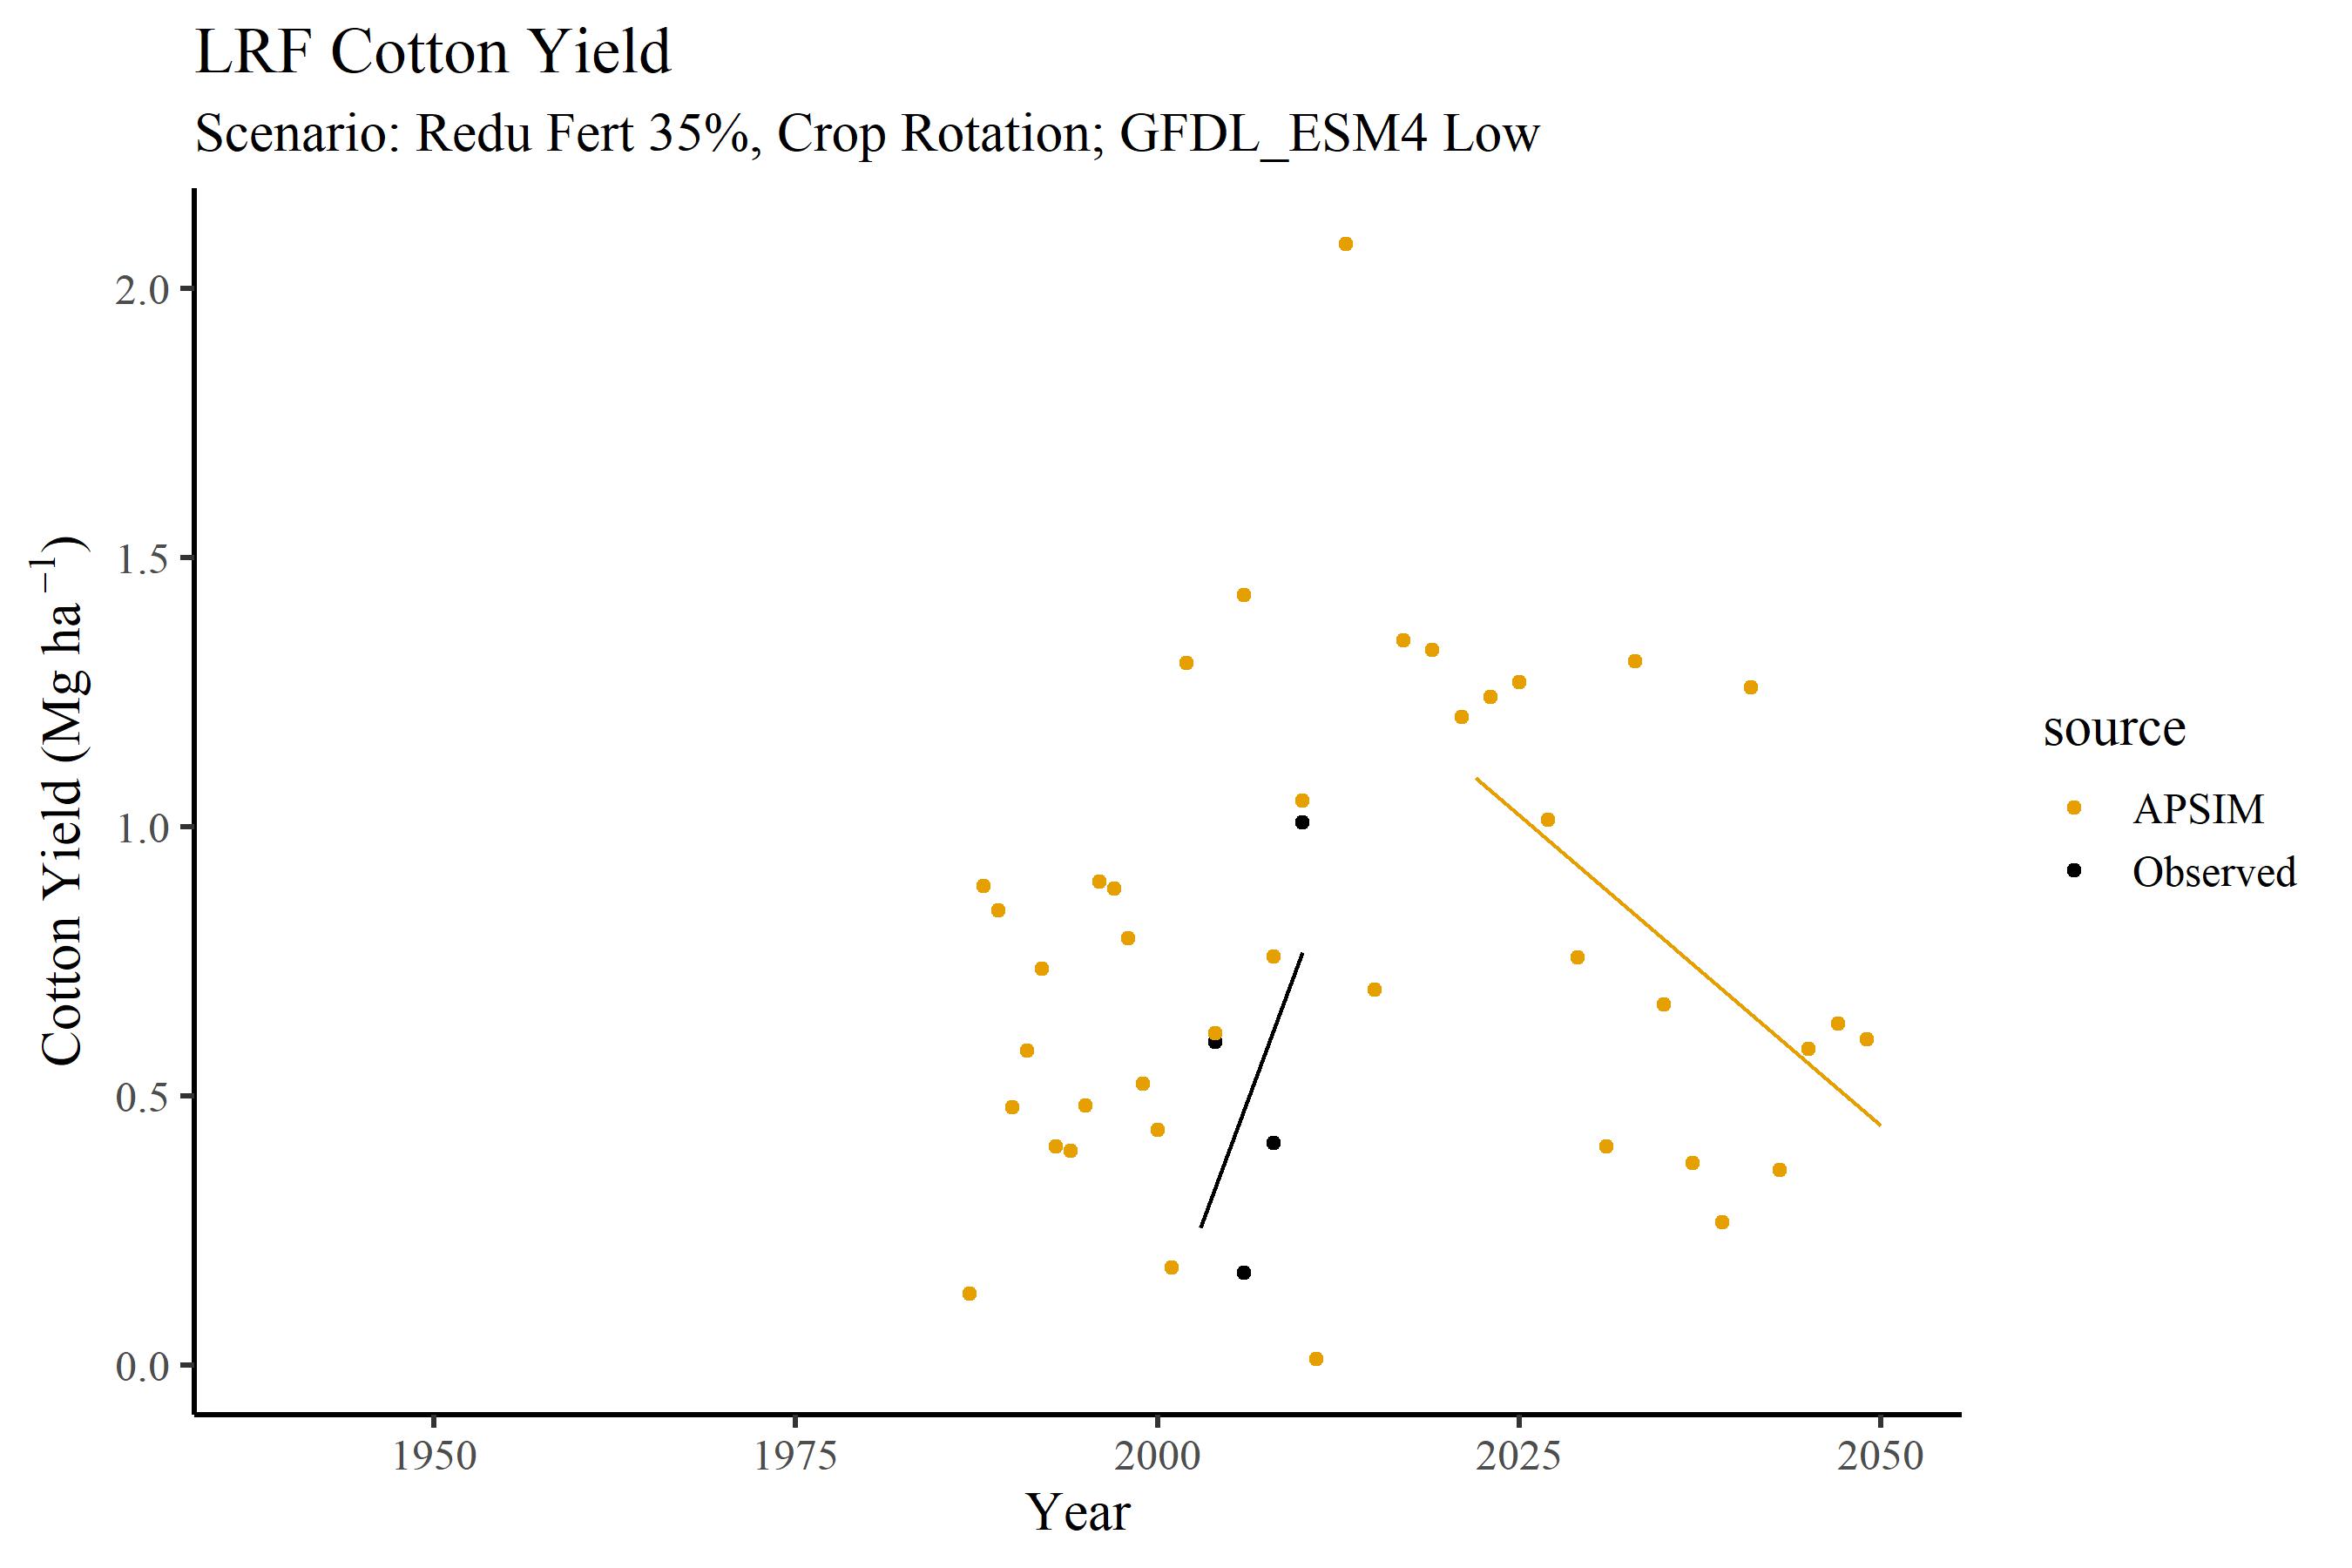 LRF Cotton Yield
Scenario: Redu Fert 35%, Crop Rotation; GFDL_ESM4 Low
Cotton Yield (Mg ha⁻¹)
2.0
1.5
1.0
0.5
0.0
1950 1975 2000 2025 2050
Year
source
APSIM
Observed